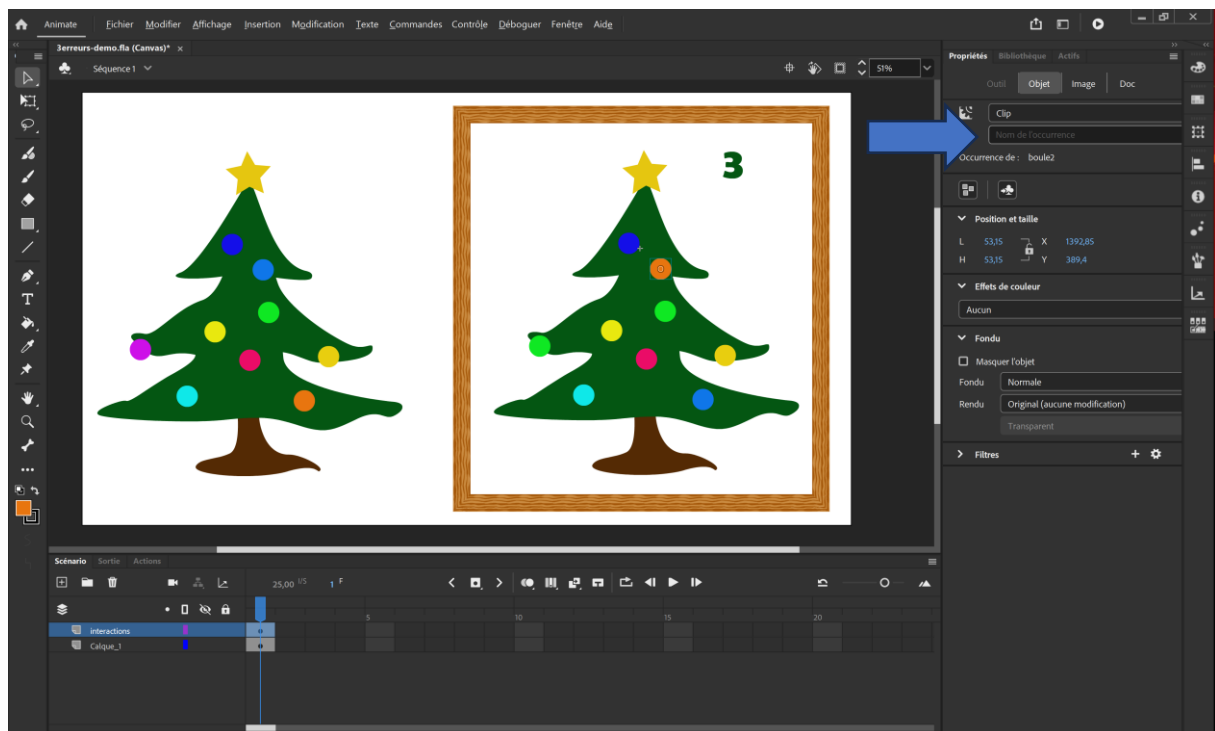 Animate Fichier Modifier Affichage Insertion Modification Texte Commandes Contrôle Déboguer Fenêtre Aide
3erreurs-demo.fla (Canvas)* ×
Séquence 1
51%
Propriétés Bibliothèque Actifs
Outil Objet Image Doc
Clip
Nom de l'occurrence
Occurrence de : boule2
Position et taille
L 53,15 X 1392,85
H 53,15 Y 389,4
Effets de couleur
Aucun
Fondu
Masquer l'objet
Fondu Normale
Rendu Original (aucune modification)
Transparent
Filtres
3
T
Scénario Sortie Actions
25,00 I/S 1 F
5 10 15 20
interactions
Calque_1